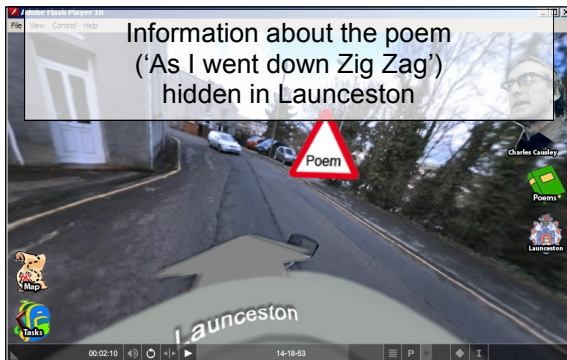 Adobe Flash Player 10
File View Control Help
Information about the poem
('As I went down Zig Zag')
hidden in Launceston
Poem
Charles Causley
Poems
Launceston
Map
Tasks
Launceston
00:02:10
14-18-53
P
I